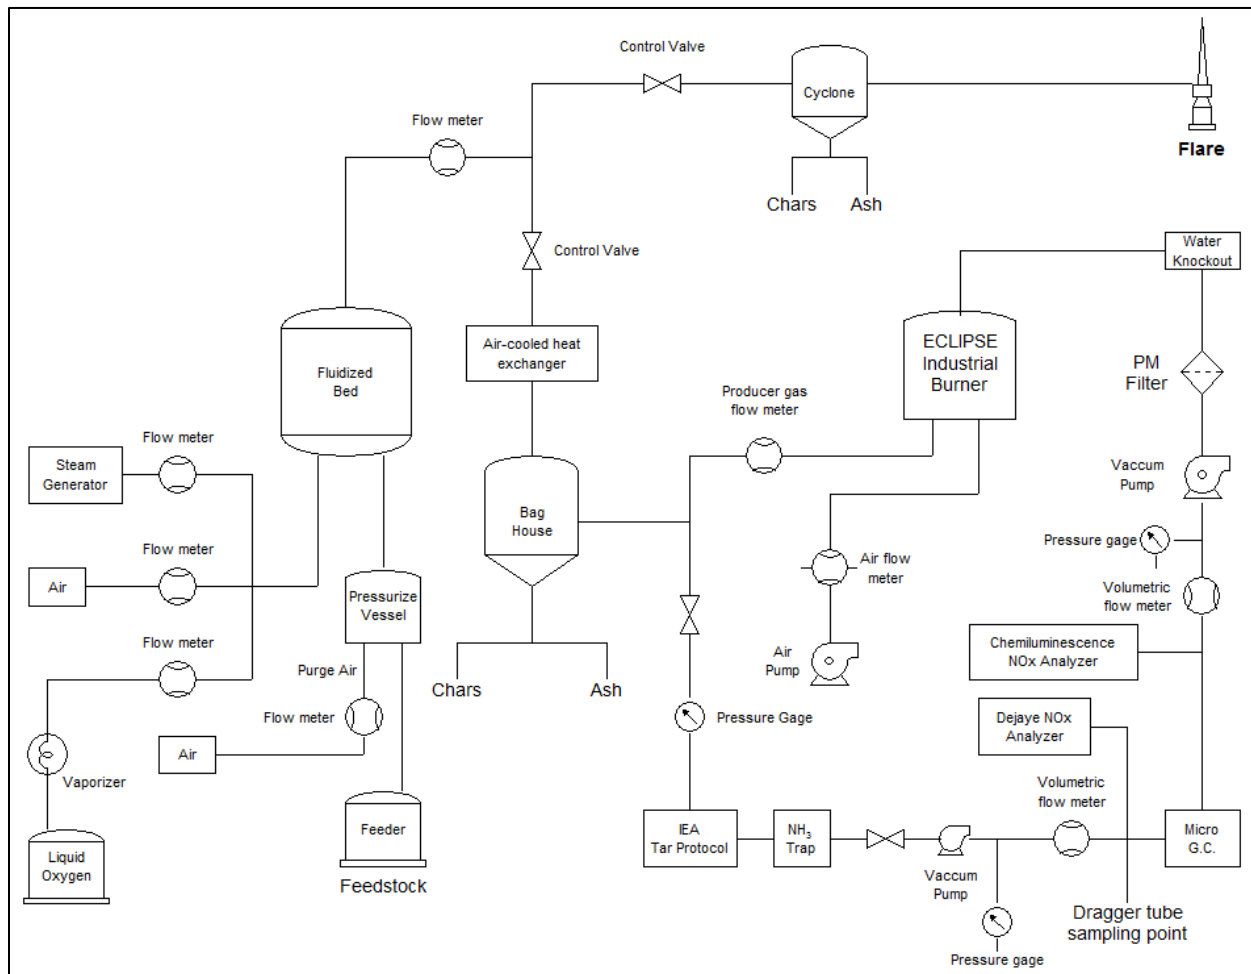 Control Valve
Cyclone
Flow meter
Flare
Chars
Ash
Control Valve
Water
Knockout
Air-cooled heat
exchanger
ECLIPSE
Industrial
Burner
Fluidized
Bed
PM
Filter
Producer gas
flow meter
Flow meter
Steam
Generator
Vaccum
Pump
Bag
House
Pressure gage
Flow meter
Air flow
meter
Air
Pressurize
Vessel
Volumetric
flow meter
Flow meter
Chemiluminescence
NOx Analyzer
Purge Air
Air
Pump
Chars
Ash
Flow meter
Pressure Gage
Dejaye NOx
Analyzer
Air
Vaporizer
Volumetric
flow meter
Feeder
IEA
Tar Protocol
NH3
Trap
Micro
G.C.
Liquid
Oxygen
Feedstock
Vaccum
Pump
Dragger tube
sampling point
Pressure gage